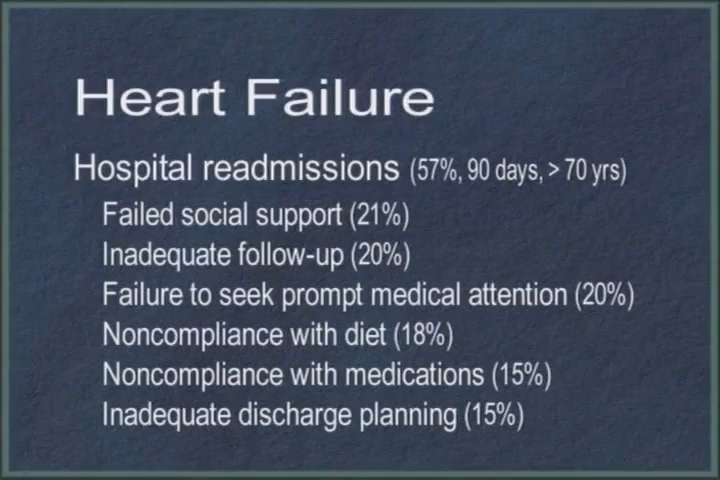 Heart Failure
Hospital readmissions (57%, 90 days, > 70 yrs)
Failed social support (21%)
Inadequate follow-up (20%)
Failure to seek prompt medical attention (20%)
Noncompliance with diet (18%)
Noncompliance with medications (15%)
Inadequate discharge planning (15%)